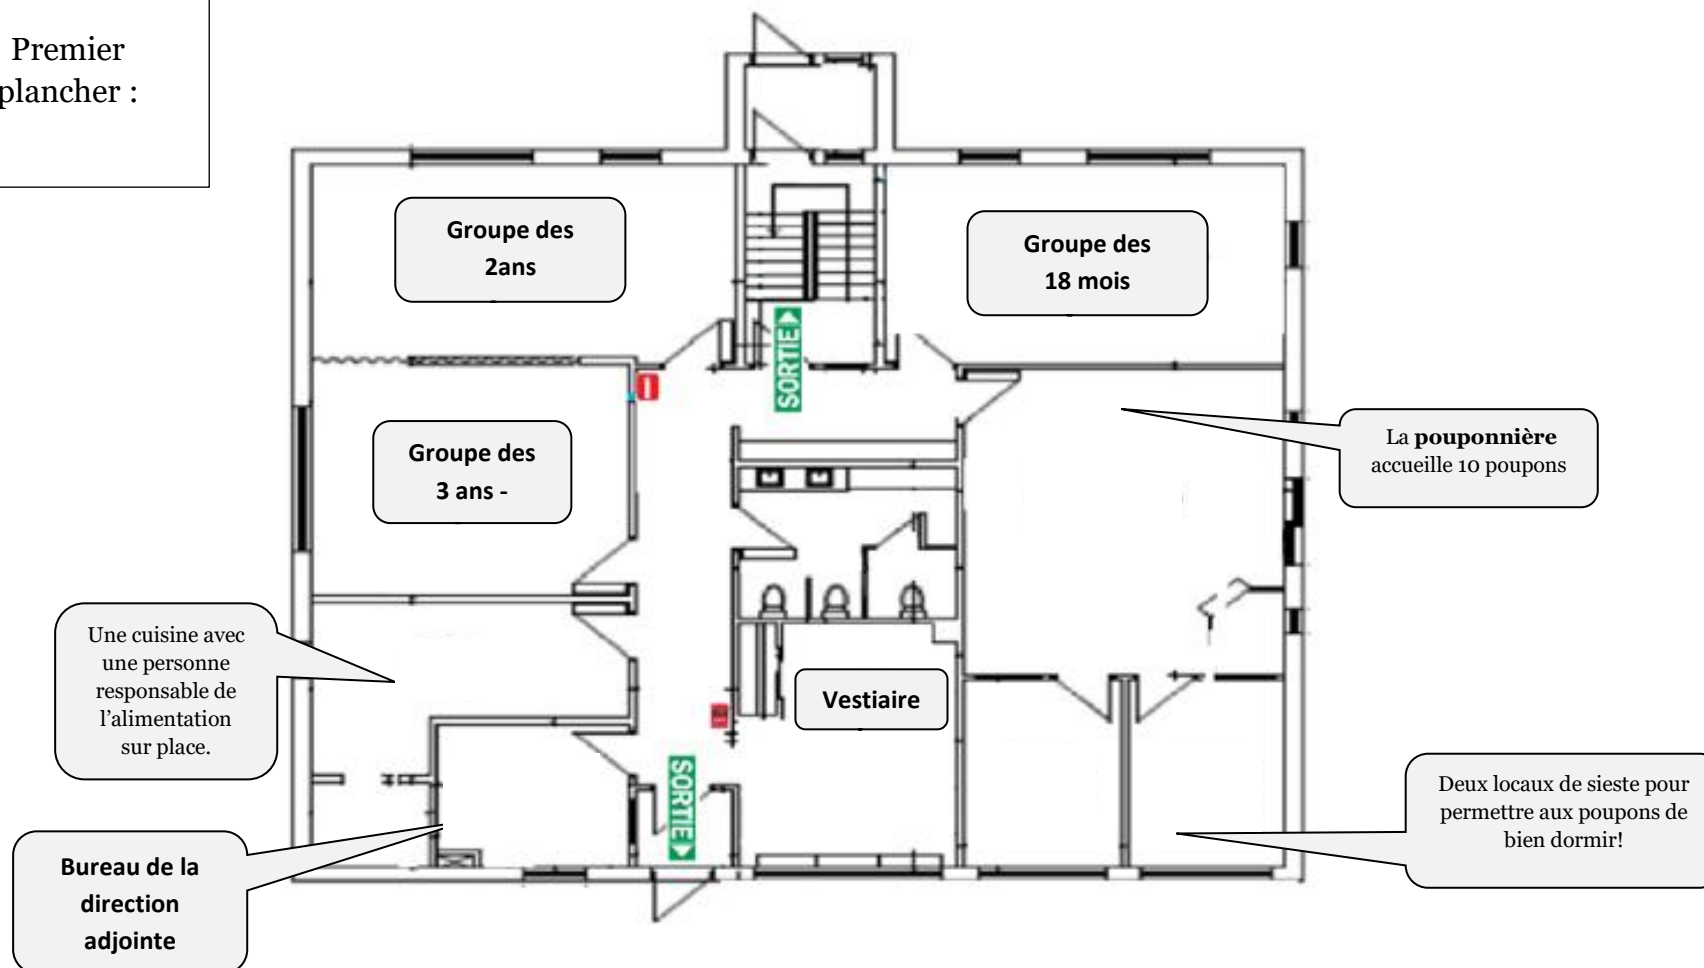 Premier
plancher :
Groupe des
2ans
Groupe des
18 mois
SORTIE
Groupe des
3 ans -
La pouponnière
accueille 10 poupons
Une cuisine avec
une personne
responsable de
l'alimentation
sur place.
Vestiaire
SORTIE
Deux locaux de sieste pour
permettre aux poupons de
bien dormir!
Bureau de la
direction
adjointe